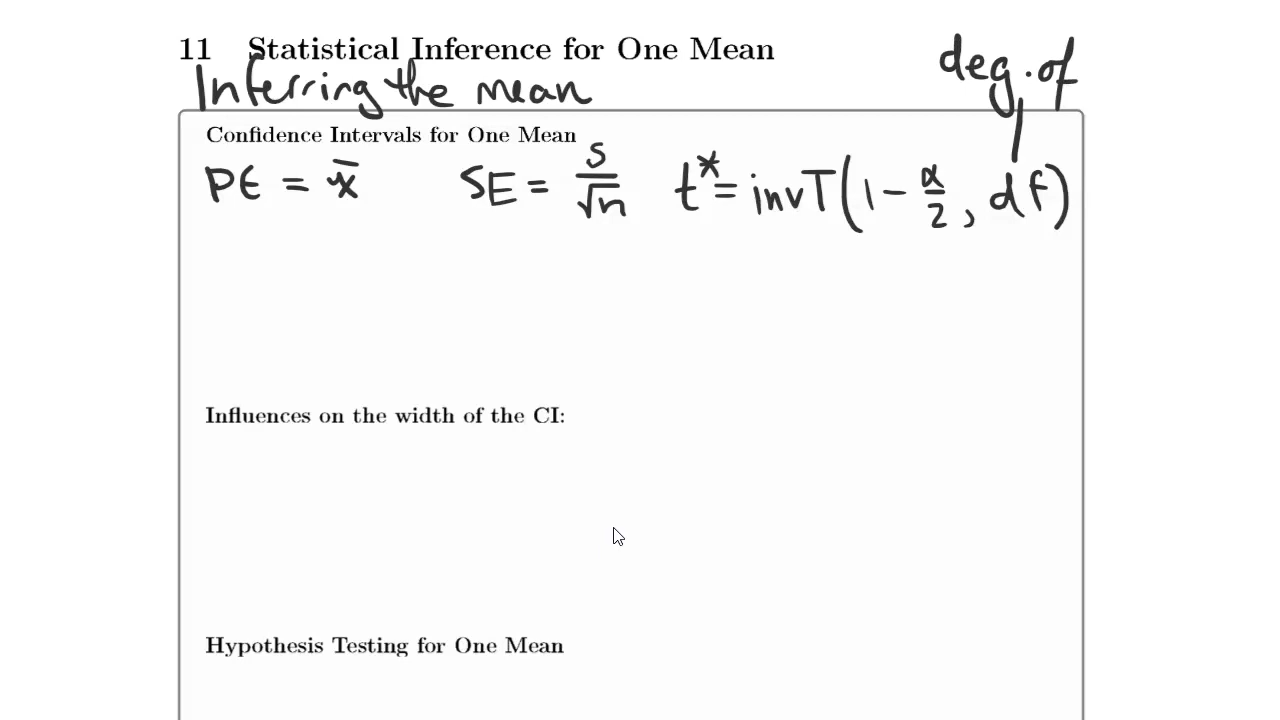 11 Statistical Inference for One Mean
deg. of
Inferring the mean
Confidence Intervals for One Mean
PE = x̄ SE = s/√n t* = invT(1 - α/2, df)
Influences on the width of the CI:
Hypothesis Testing for One Mean